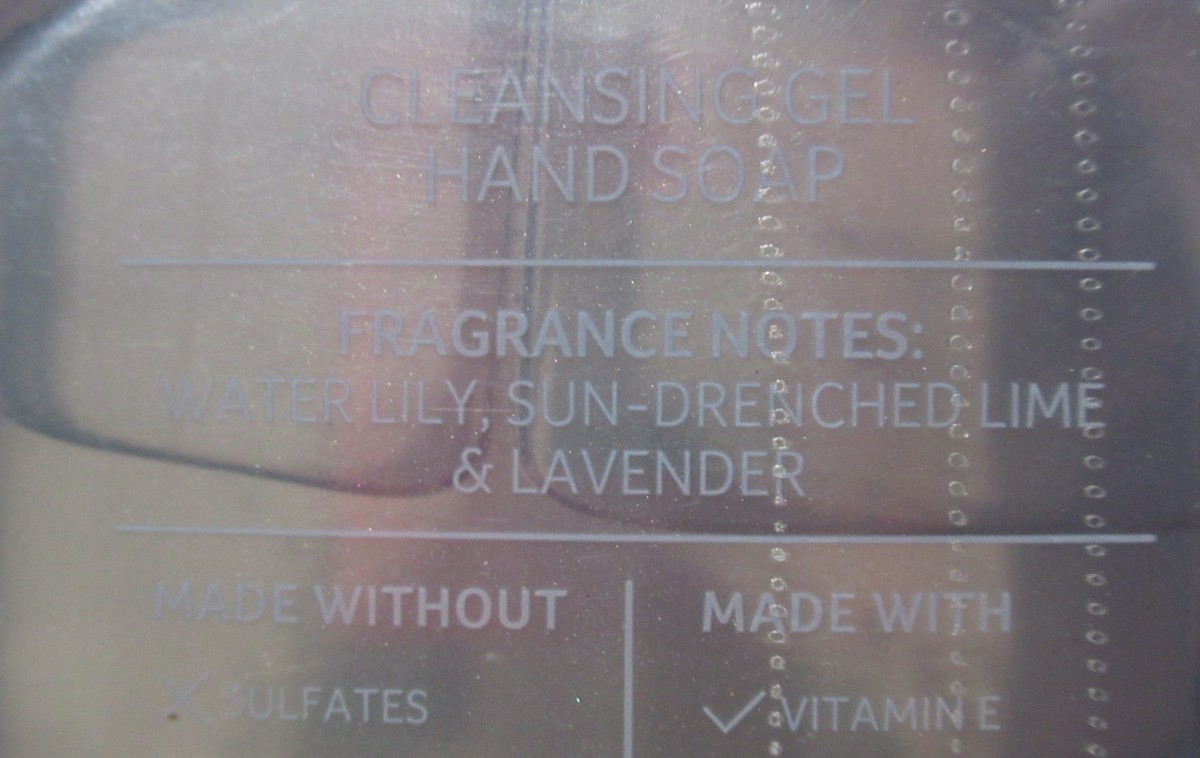 CLEANSING GEL
HAND SOAP
FRAGRANCE NOTES:
WATER LILY, SUN-DRENCHED LIME
& LAVENDER
MADE WITHOUT
SULFATES
MADE WITH
VITAMIN E